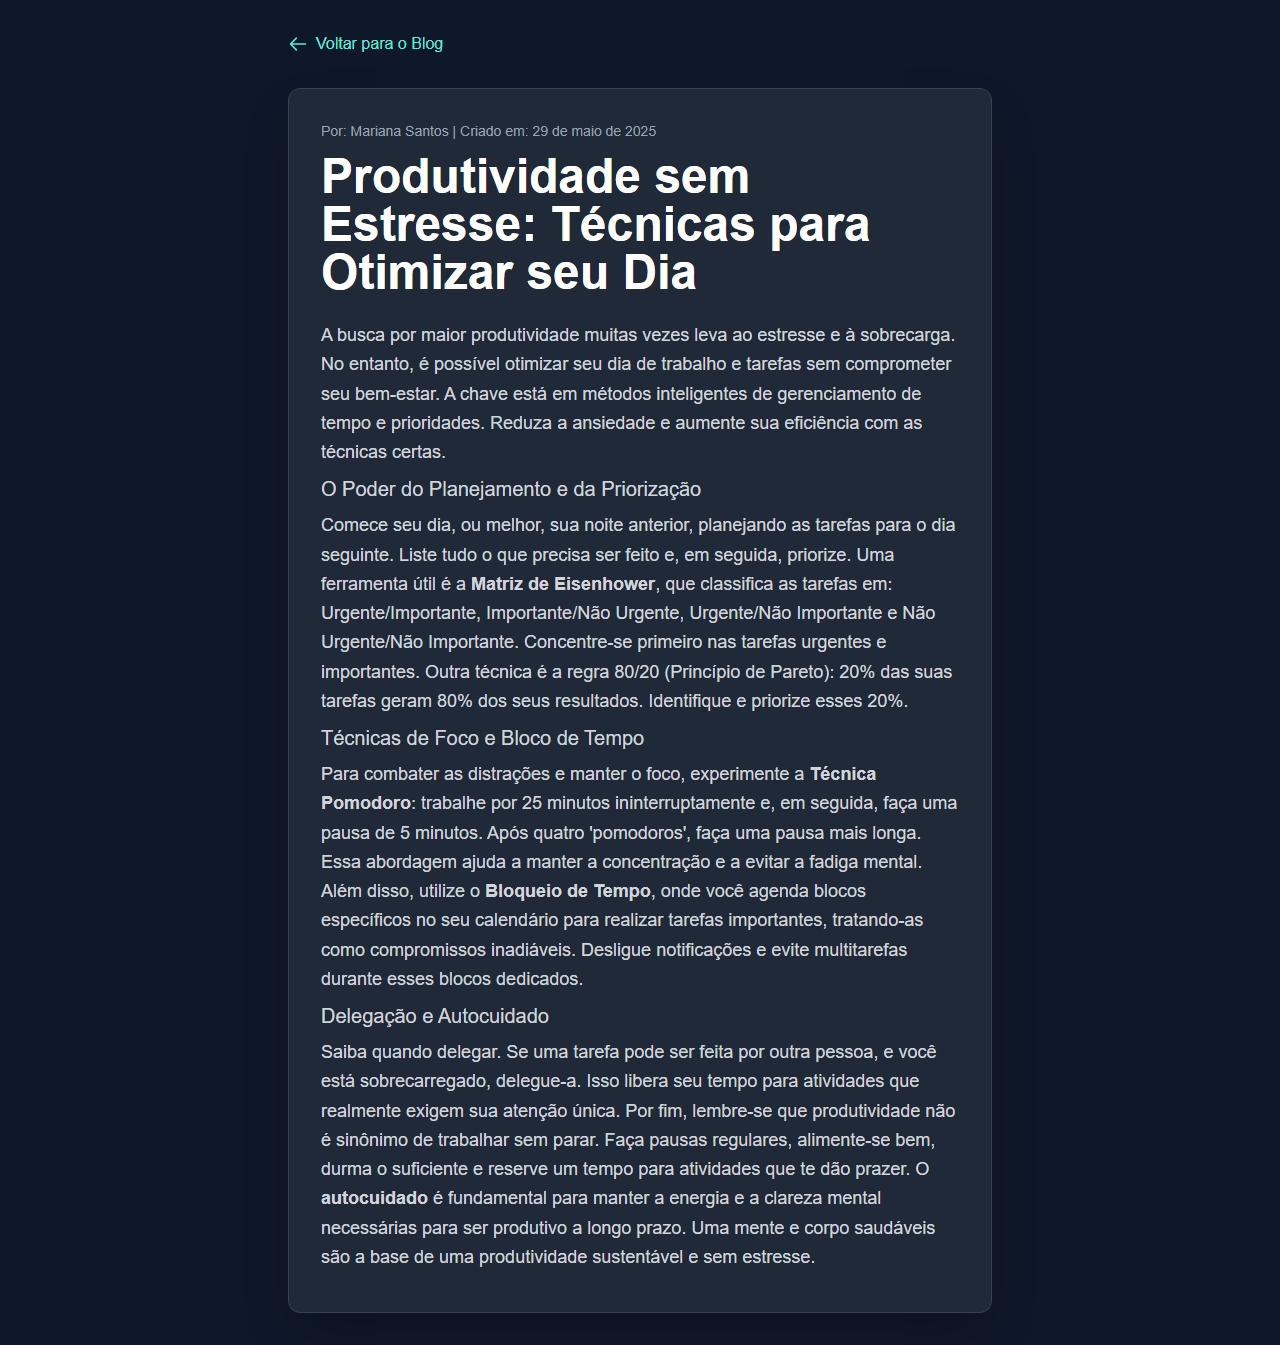 Voltar para o Blog
Por: Mariana Santos | Criado em: 29 de maio de 2025
Produtividade sem
Estresse: Técnicas para
Otimizar seu Dia
A busca por maior produtividade muitas vezes leva ao estresse e à sobrecarga.
No entanto, é possível otimizar seu dia de trabalho e tarefas sem comprometer
seu bem-estar. A chave está em métodos inteligentes de gerenciamento de
tempo e prioridades. Reduza a ansiedade e aumente sua eficiência com as
técnicas certas.
O Poder do Planejamento e da Priorização
Comece seu dia, ou melhor, sua noite anterior, planejando as tarefas para o dia
seguinte. Liste tudo o que precisa ser feito e, em seguida, priorize. Uma
ferramenta útil é a Matriz de Eisenhower, que classifica as tarefas em:
Urgente/Importante, Importante/Não Urgente, Urgente/Não Importante e Não
Urgente/Não Importante. Concentre-se primeiro nas tarefas urgentes e
importantes. Outra técnica é a regra 80/20 (Princípio de Pareto): 20% das suas
tarefas geram 80% dos seus resultados. Identifique e priorize esses 20%.
Técnicas de Foco e Bloco de Tempo
Para combater as distrações e manter o foco, experimente a Técnica
Pomodoro: trabalhe por 25 minutos ininterruptamente e, em seguida, faça uma
pausa de 5 minutos. Após quatro 'pomodoros', faça uma pausa mais longa.
Essa abordagem ajuda a manter a concentração e a evitar a fadiga mental.
Além disso, utilize o Bloqueio de Tempo, onde você agenda blocos
específicos no seu calendário para realizar tarefas importantes, tratando-as
como compromissos inadiáveis. Desligue notificações e evite multitarefas
durante esses blocos dedicados.
Delegação e Autocuidado
Saiba quando delegar. Se uma tarefa pode ser feita por outra pessoa, e você
está sobrecarregado, delegue-a. Isso libera seu tempo para atividades que
realmente exigem sua atenção única. Por fim, lembre-se que produtividade não
é sinônimo de trabalhar sem parar. Faça pausas regulares, alimente-se bem,
durma o suficiente e reserve um tempo para atividades que te dão prazer. O
autocuidado é fundamental para manter a energia e a clareza mental
necessárias para ser produtivo a longo prazo. Uma mente e corpo saudáveis
são a base de uma produtividade sustentável e sem estresse.